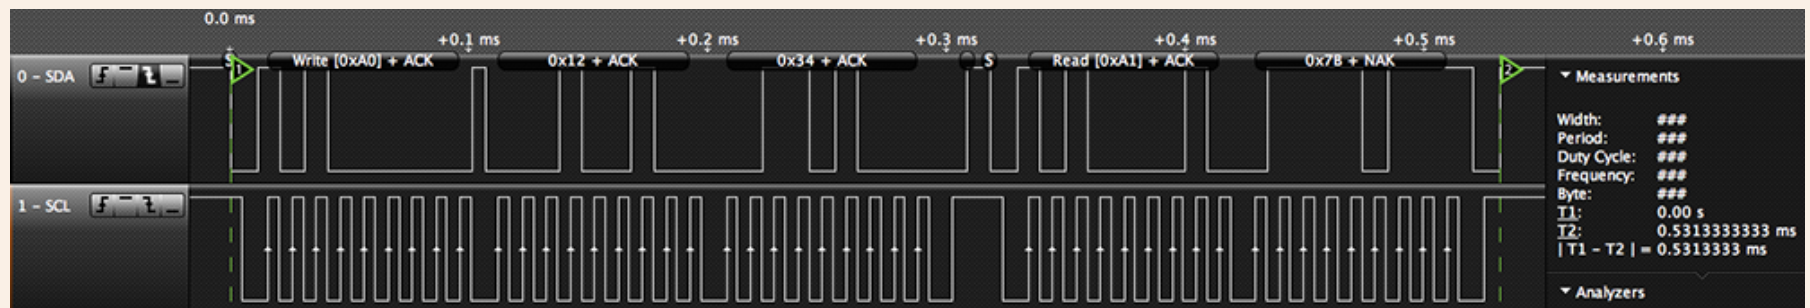 0.0 ms
+0.1 ms +0.2 ms +0.3 ms +0.4 ms +0.5 ms +0.6 ms
S Write [0xA0] + ACK 0x12 + ACK 0x34 + ACK S Read [0xA1] + ACK 0x7B + NAK
0 - SDA
1
2
1 - SCL
▼ Measurements
Width: ###
Period: ###
Duty Cycle: ###
Frequency: ###
Byte: ###
T1: 0.00 s
T2: 0.5313333333 ms
| T1 - T2 | = 0.5313333 ms
▼ Analyzers